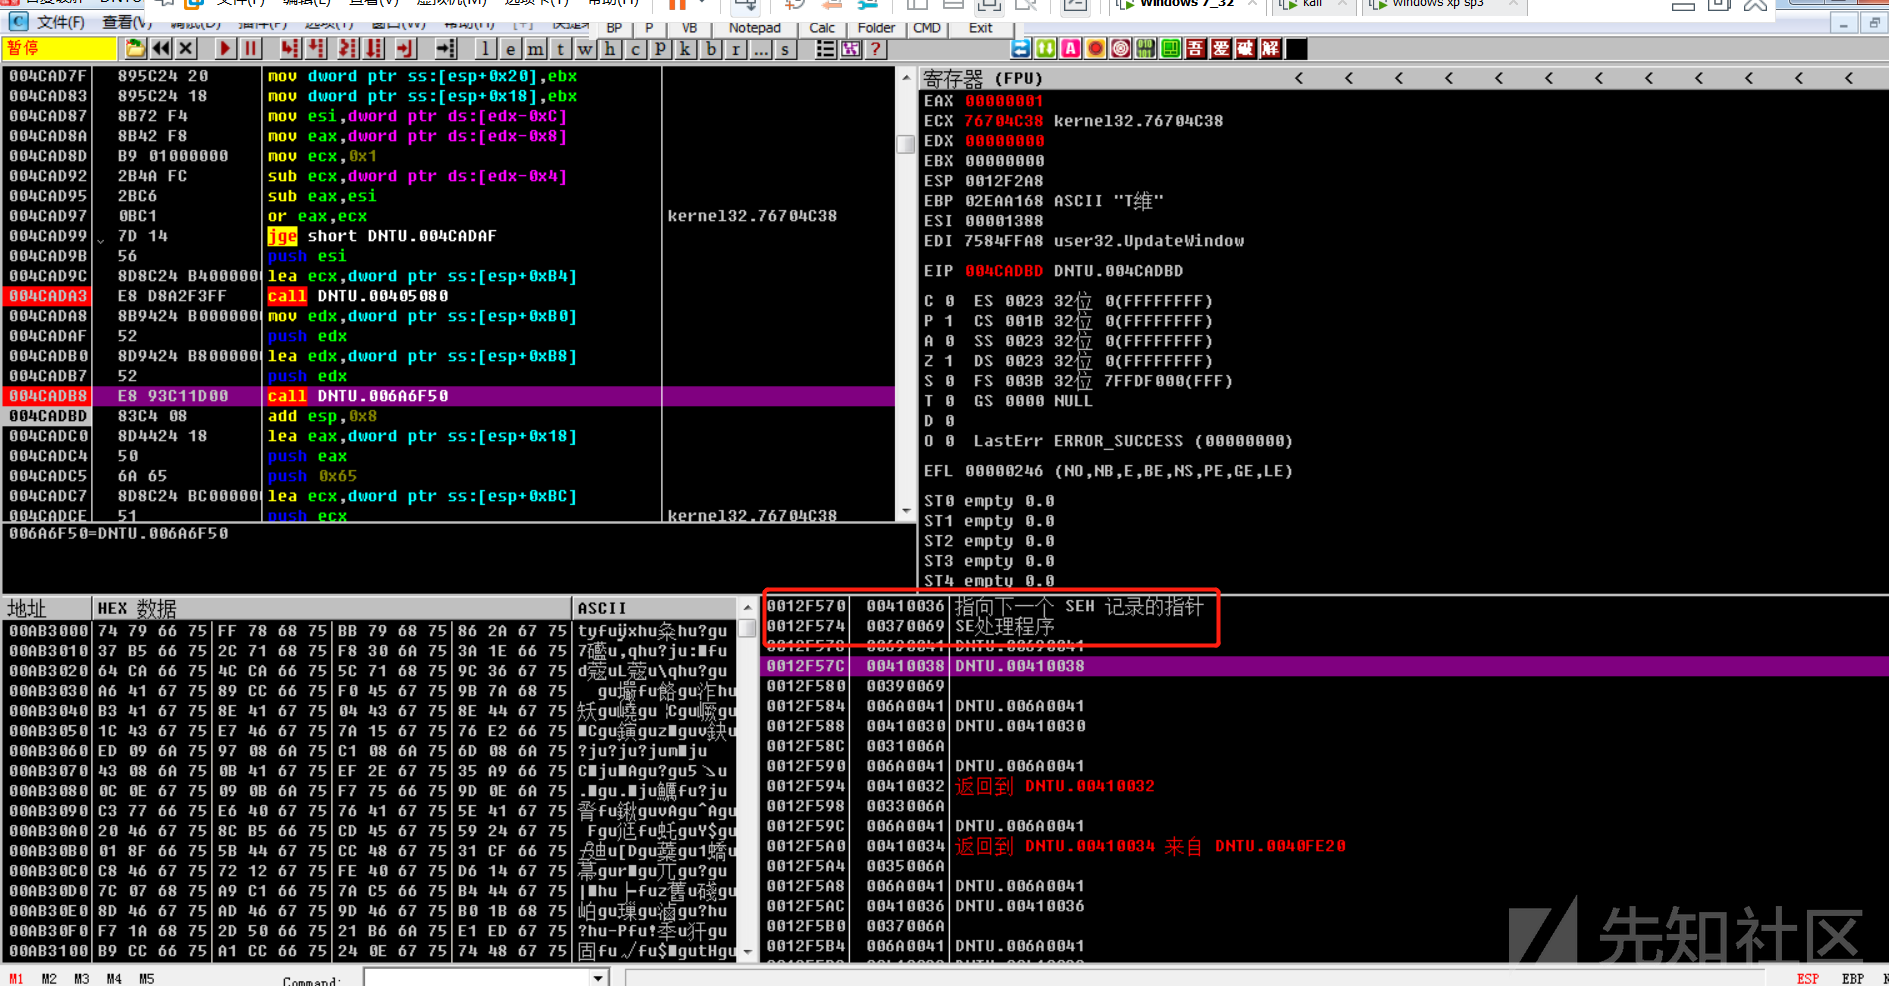 文件(F) 查看(V) 调试(D) 插件(P) 选项(T) 窗口(W) 帮助(H) [+] 快捷
文件(F) 编辑(E) 查看(V) 虚拟机(M) 选项卡(T) 帮助(H)
Windows 7_32 kali windows xp sp3
BP P VB Notepad Calc Folder CMD Exit
暂停
l e m t w h c P k b r ... s
吾 爱 破 解
004CAD7F 895C24 20 mov dword ptr ss:[esp+0x20],ebx
004CAD83 895C24 18 mov dword ptr ss:[esp+0x18],ebx
004CAD87 8B72 F4 mov esi,dword ptr ds:[edx-0xC]
004CAD8A 8B42 F8 mov eax,dword ptr ds:[edx-0x8]
004CAD8D B9 01000000 mov ecx,0x1
004CAD92 2B4A FC sub ecx,dword ptr ds:[edx-0x4]
004CAD95 2BC6 sub eax,esi
004CAD97 0BC1 or eax,ecx kernel32.76704C38
004CAD99 7D 14 jge short DNTU.004CADAF
004CAD9B 56 push esi
004CAD9C 8D8C24 B4000000 lea ecx,dword ptr ss:[esp+0xB4]
004CADA3 E8 D8A2F3FF call DNTU.00405080
004CADA8 8B9424 B0000000 mov edx,dword ptr ss:[esp+0xB0]
004CADAF 52 push edx
004CADB0 8D9424 B8000000 lea edx,dword ptr ss:[esp+0xB8]
004CADB7 52 push edx
004CADB8 E8 93C11D00 call DNTU.006A6F50
004CADBD 83C4 08 add esp,0x8
004CADC0 8D4424 18 lea eax,dword ptr ss:[esp+0x18]
004CADC4 50 push eax
004CADC5 6A 65 push 0x65
004CADC7 8D8C24 BC000000 lea ecx,dword ptr ss:[esp+0xBC]
004CADCE 51 push ecx kernel32.76704C38
006A6F50=DNTU.006A6F50
寄存器 (FPU) < < < < < < < < < < < <
EAX 00000001
ECX 76704C38 kernel32.76704C38
EDX 00000000
EBX 00000000
ESP 0012F2A8
EBP 02EAA168 ASCII "T维"
ESI 00001388
EDI 7584FFA8 user32.UpdateWindow
EIP 004CADBD DNTU.004CADBD
C 0 ES 0023 32位 0(FFFFFFFF)
P 1 CS 001B 32位 0(FFFFFFFF)
A 0 SS 0023 32位 0(FFFFFFFF)
Z 1 DS 0023 32位 0(FFFFFFFF)
S 0 FS 003B 32位 7FFDF000(FFF)
T 0 GS 0000 NULL
D 0
O 0 LastErr ERROR_SUCCESS (00000000)
EFL 00000246 (NO,NB,E,BE,NS,PE,GE,LE)
ST0 empty 0.0
ST1 empty 0.0
ST2 empty 0.0
ST3 empty 0.0
ST4 empty 0.0
地址 HEX 数据 ASCII
00AB3000 74 79 66 75 FF 78 68 75 BB 79 68 75 86 2A 67 75
00AB3010 37 B5 66 75 2C 71 68 75 F8 30 6A 75 3A 1E 66 75
00AB3020 64 CA 66 75 4C CA 66 75 5C 71 68 75 9C 36 67 75
00AB3030 A6 41 67 75 89 CC 66 75 F0 45 67 75 9B 7A 68 75
00AB3040 B3 41 67 75 8E 41 67 75 04 43 67 75 8E 44 67 75
00AB3050 1C 43 67 75 E7 46 67 75 7A 15 67 75 76 E2 66 75
00AB3060 ED 09 6A 75 97 08 6A 75 C1 08 6A 75 6D 08 6A 75
00AB3070 43 08 6A 75 0B 41 67 75 EF 2E 67 75 35 A9 66 75
00AB3080 0C 0E 67 75 09 0B 6A 75 F7 75 66 75 9D 0E 6A 75
00AB3090 C3 77 66 75 E6 40 67 75 76 41 67 75 5E 41 67 75
00AB30A0 20 46 67 75 8C B5 66 75 CD 45 67 75 59 24 67 75
00AB30B0 01 8F 66 75 5B 44 67 75 CC 48 67 75 31 CF 66 75
00AB30C0 C8 46 67 75 72 12 67 75 FE 40 67 75 D6 14 67 75
00AB30D0 7C 07 68 75 A9 C1 66 75 7A C5 66 75 B4 44 67 75
00AB30E0 8D 46 67 75 AD 46 67 75 9D 46 67 75 B0 1B 68 75
00AB30F0 F7 1A 68 75 2D 50 66 75 21 B6 6A 75 E1 ED 67 75
00AB3100 B9 CC 66 75 A1 CC 66 75 24 0E 67 75 74 48 67 75
0012F570 00410036 指向下一个 SEH 记录的指针
0012F574 00370069 SE处理程序
0012F578 00690041 DNTU.00690041
0012F57C 00410038 DNTU.00410038
0012F580 00390069
0012F584 006A0041 DNTU.006A0041
0012F588 00410030 DNTU.00410030
0012F58C 0031006A
0012F590 006A0041 DNTU.006A0041
0012F594 00410032 返回到 DNTU.00410032
0012F598 0033006A
0012F59C 006A0041 DNTU.006A0041
0012F5A0 00410034 返回到 DNTU.00410034 来自 DNTU.0040FE20
0012F5A4 0035006A
0012F5A8 006A0041 DNTU.006A0041
0012F5AC 00410036 DNTU.00410036
0012F5B0 0037006A
0012F5B4 006A0041 DNTU.006A0041
先知社区
M1 M2 M3 M4 M5 Command: ESP EBP